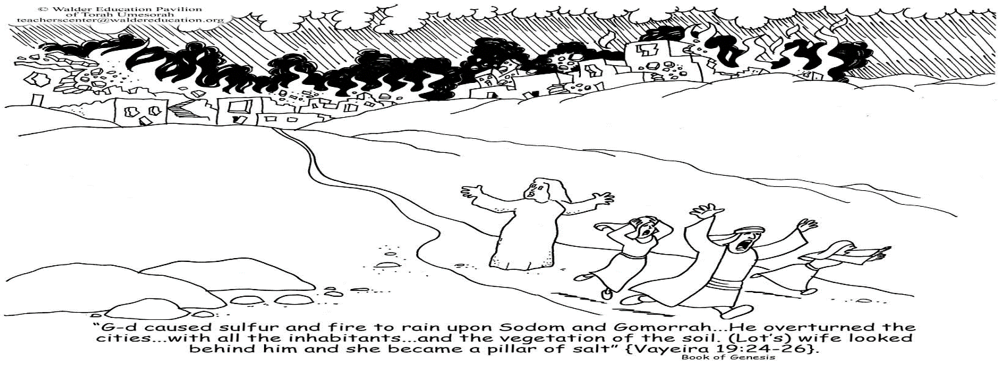 © Walder Education Pavilion
of Torah Umesorah
teacherscenter@waldereducation.org
“G-d caused sulfur and fire to rain upon Sodom and Gomorrah...He overturned the
cities...with all the inhabitants...and the vegetation of the soil. (Lot’s) wife looked
behind him and she became a pillar of salt” {Vayeira 19:24-26}.
Book of Genesis